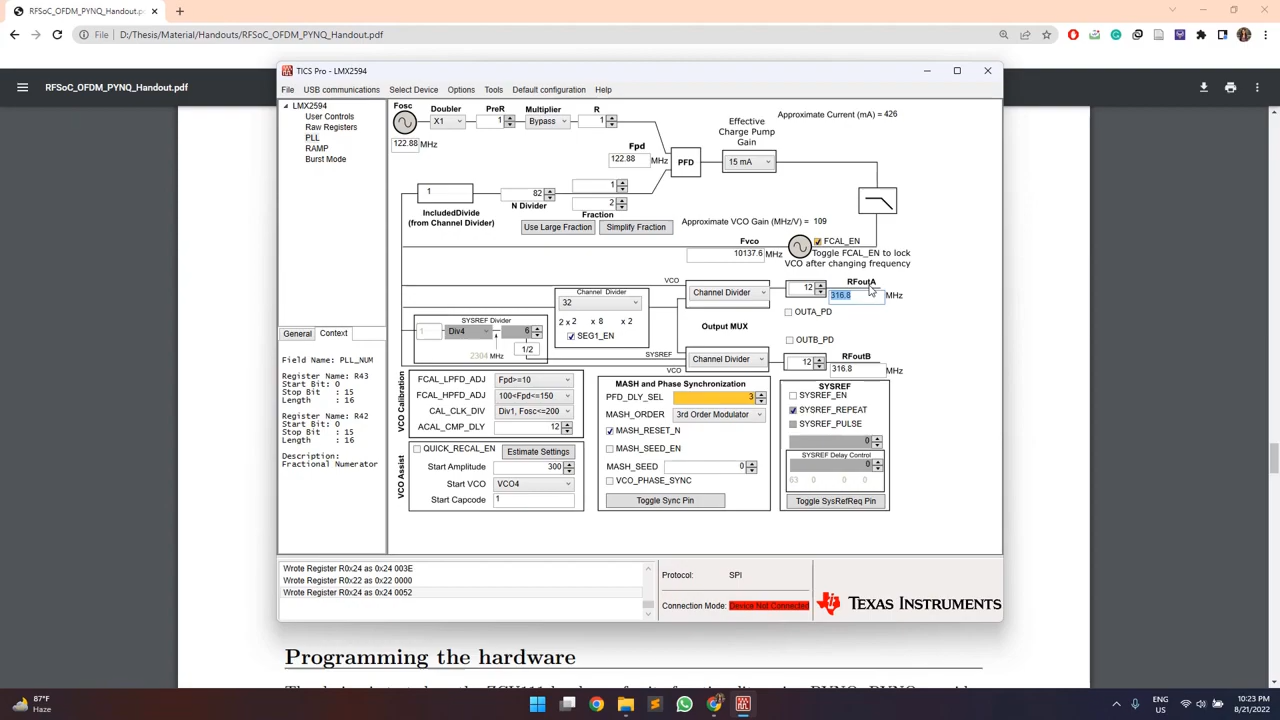 RFSoC_OFDM_PYNQ_Handout.pdf
File
D:/Thesis/Material/Handouts/RFSoC_OFDM_PYNQ_Handout.pdf
RFSoC_OFDM_PYNQ_Handout.pdf
TICS Pro - LMX2594
File USB communications Select Device Options Tools Default configuration Help
LMX2594
User Controls
Raw Registers
PLL
RAMP
Burst Mode
Fosc
Doubler
PreR
Multiplier
R
X1
1
Bypass
1
122.88 MHz
Effective
Charge Pump
Gain
Approximate Current (mA) = 426
Fpd
122.88 MHz
PFD
15 mA
1
IncludedDivide
(from Channel Divider)
82
N Divider
1
2
Fraction
Use Large Fraction
Simplify Fraction
Approximate VCO Gain (MHz/V) = 109
Fvco
10137.6 MHz
FCAL_EN
Toggle FCAL_EN to lock
VCO after changing frequency
VCO
Channel Divider
12
RFoutA
316.8 MHz
OUTA_PD
Channel Divider
32
2 x 2 x 8 x 2
SEG1_EN
Output MUX
SYSREF Divider
1
Div4
6
2304 MHz
1/2
SYSREF
VCO
Channel Divider
OUTB_PD
12
RFoutB
316.8 MHz
General
Context
Field Name: PLL_NUM
Register Name: R43
Start Bit: 0
Stop Bit : 15
Length : 16
Register Name: R42
Start Bit: 0
Stop Bit : 15
Length : 16
Description:
Fractional Numerator
VCO Calibration
FCAL_LPFD_ADJ Fpd>=10
FCAL_HPFD_ADJ 100<Fpd<=150
CAL_CLK_DIV Div1, Fosc<=200
ACAL_CMP_DLY 12
VCO Assist
QUICK_RECAL_EN Estimate Settings
Start Amplitude 300
Start VCO VCO4
Start Capcode 1
MASH and Phase Synchronization
PFD_DLY_SEL 3
MASH_ORDER 3rd Order Modulator
MASH_RESET_N
MASH_SEED_EN
MASH_SEED 0
VCO_PHASE_SYNC
Toggle Sync Pin
SYSREF
SYSREF_EN
SYSREF_REPEAT
SYSREF_PULSE
0
SYSREF Delay Control
0
63 0 0 0
Toggle SysRefReq Pin
Wrote Register R0x24 as 0x24 003E
Wrote Register R0x22 as 0x22 0000
Wrote Register R0x24 as 0x24 0052
Protocol: SPI
Connection Mode: Device Not Connected
TEXAS INSTRUMENTS
Programming the hardware
87°F
Haze
ENG
US
10:23 PM
8/21/2022